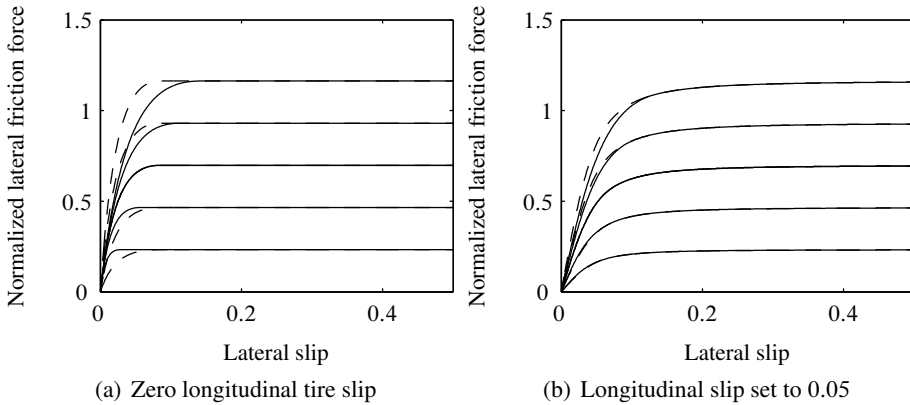 Normalized lateral friction force
1.5
1
0.5
0
0
0.2
0.4
Lateral slip
(a) Zero longitudinal tire slip
Normalized lateral friction force
1.5
1
0.5
0
0
0.2
0.4
Lateral slip
(b) Longitudinal slip set to 0.05